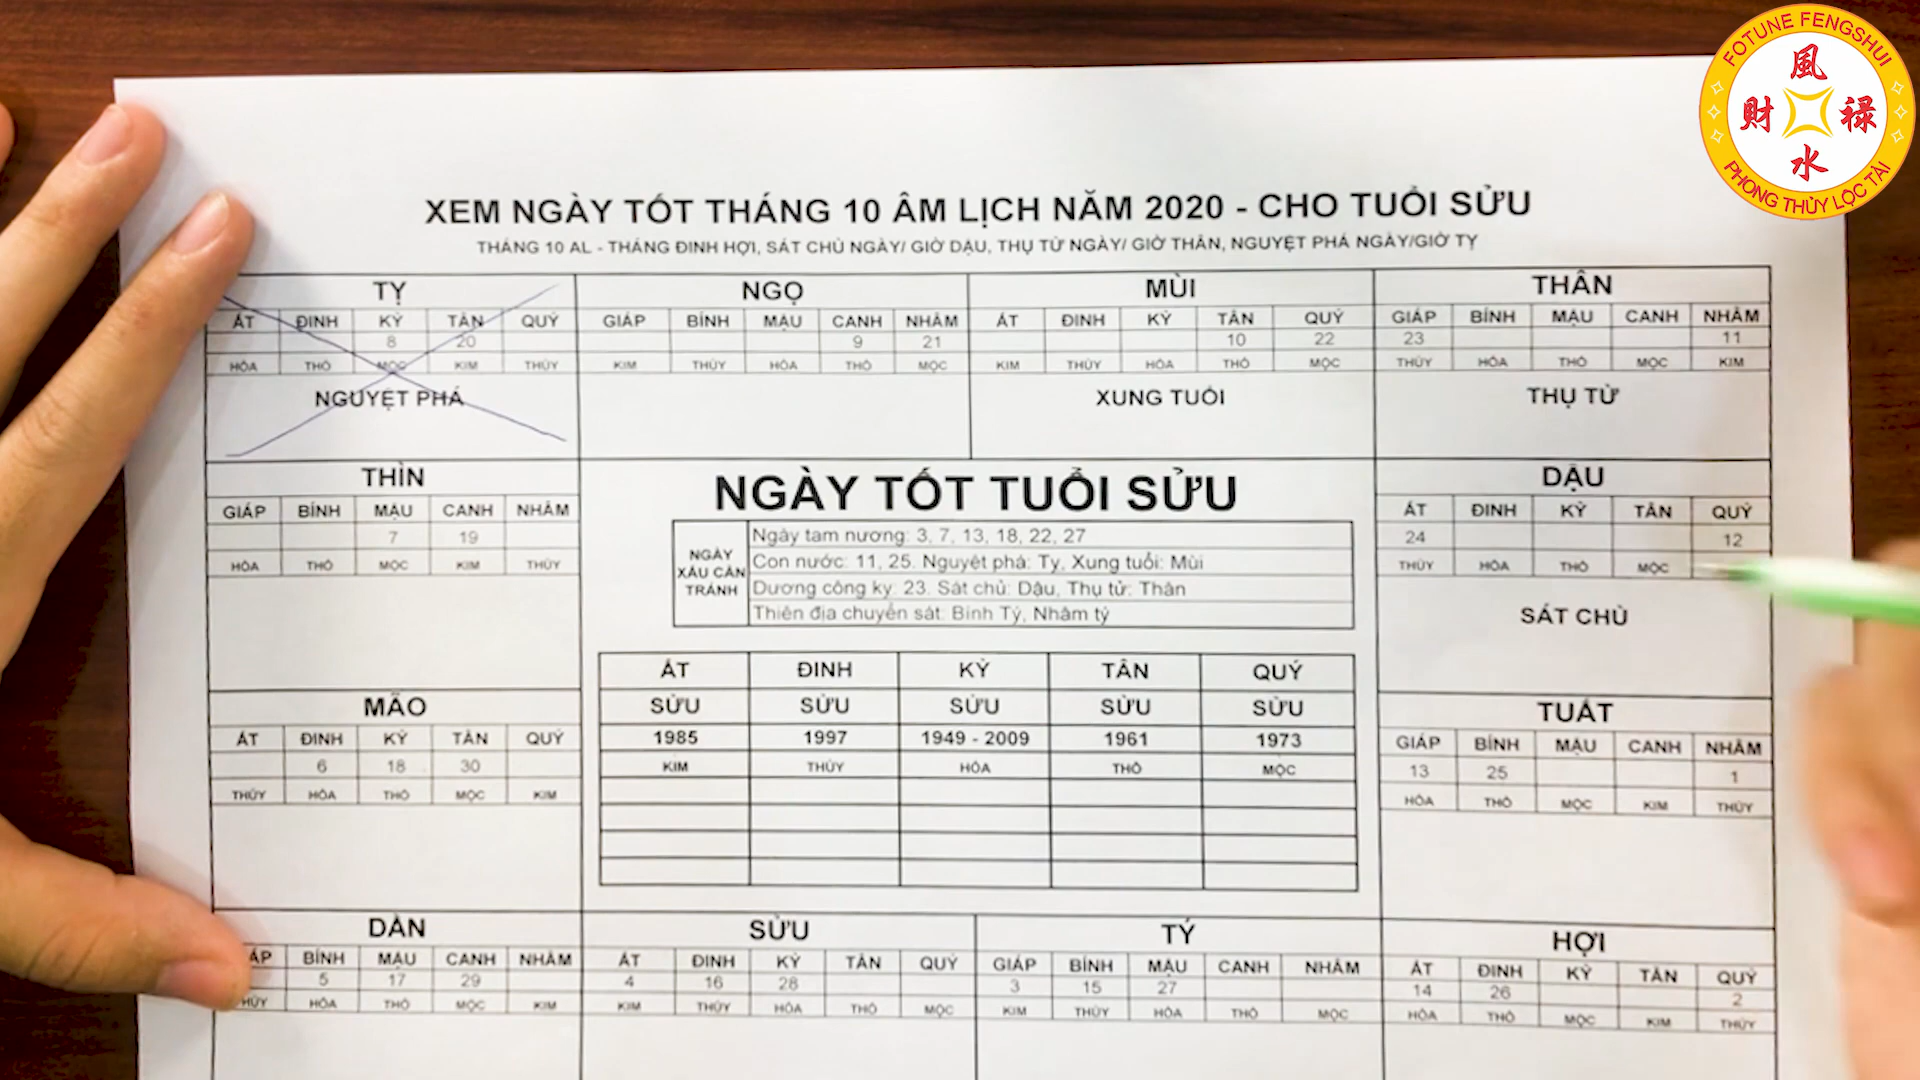 FOTUNE FENGSHUI
風
財 禄
水
PHONG THỦY LỘC TÀI
XEM NGÀY TỐT THÁNG 10 ÂM LỊCH NĂM 2020 - CHO TUỔI SỬU
THÁNG 10 AL - THÁNG ĐINH HỢI, SÁT CHỦ NGÀY/ GIỜ DẬU, THỤ TỬ NGÀY/ GIỜ THÂN, NGUYỆT PHÁ NGÀY/GIỜ TỴ
TỴ NGỌ MÙI THÂN
ẤT ĐINH KỶ TÂN QUÝ GIÁP BÍNH MẬU CANH NHÂM ẤT ĐINH KỶ TÂN QUÝ GIÁP BÍNH MẬU CANH NHÂM
8 20 9 21 10 22 23 11
HỎA THỔ MỘC KIM THỦY KIM THỦY HỎA THỔ MỘC KIM THỦY HỎA THỔ MỘC THỦY HỎA THỔ MỘC KIM
NGUYỆT PHÁ XUNG TUỔI THỤ TỬ
THÌN
GIÁP BÍNH MẬU CANH NHÂM
7 19
HỎA THỔ MỘC KIM THỦY
NGÀY TỐT TUỔI SỬU
NGÀY XẤU CẦN TRÁNH
Ngày tam nương: 3, 7, 13, 18, 22, 27
Con nước: 11, 25. Nguyệt phá: Tỵ, Xung tuổi: Mùi
Dương công kỵ: 23. Sát chủ: Dậu, Thụ tử: Thân
Thiên địa chuyển sát: Bính Tý, Nhâm tý
DẬU
ẤT ĐINH KỶ TÂN QUÝ
24 12
THỦY HỎA THỔ MỘC
SÁT CHỦ
MÃO
ẤT ĐINH KỶ TÂN QUÝ
6 18 30
THỦY HỎA THỔ MỘC KIM
ẤT ĐINH KỶ TÂN QUÝ
SỬU SỬU SỬU SỬU SỬU
1985 1997 1949 - 2009 1961 1973
KIM THỦY HỎA THỔ MỘC
TUẤT
GIÁP BÍNH MẬU CANH NHÂM
13 25 1
HỎA THỔ MỘC KIM THỦY
DẦN SỬU TÝ HỢI
BÍNH MẬU CANH NHÂM ẤT ĐINH KỶ TÂN QUÝ GIÁP BÍNH MẬU CANH NHÂM ẤT ĐINH KỶ TÂN QUÝ
5 17 29 4 16 28 3 15 27 14 26 2
HỎA THỔ MỘC KIM KIM THỦY HỎA THỔ MỘC KIM THỦY HỎA THỔ MỘC HỎA THỔ MỘC KIM THỦY